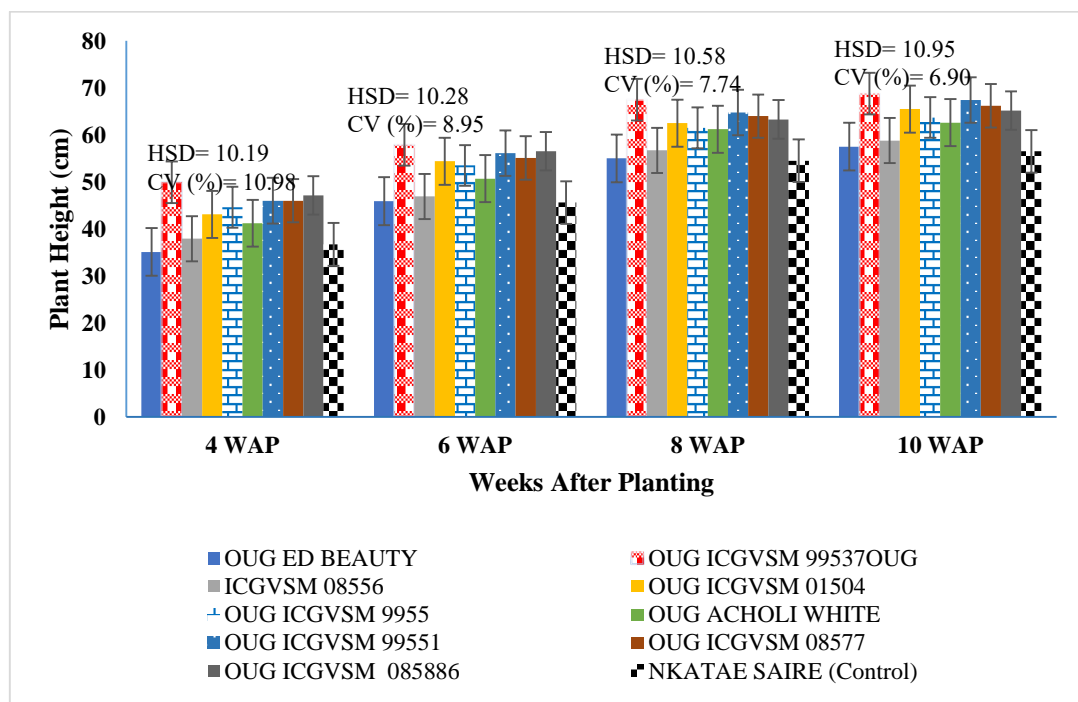 80
70
60
50
40
30
20
10
0
Plant Height (cm)
HSD= 10.19
CV (%)= 10.98
HSD= 10.28
CV (%)= 8.95
HSD= 10.58
CV (%)= 7.74
HSD= 10.95
CV (%)= 6.90
4 WAP
6 WAP
8 WAP
10 WAP
Weeks After Planting
OUG ED BEAUTY
OUG ICGVSM 99537OUG
ICGVSM 08556
OUG ICGVSM 01504
OUG ICGVSM 9955
OUG ACHOLI WHITE
OUG ICGVSM 99551
OUG ICGVSM 08577
OUG ICGVSM  085886
NKATAE SAIRE (Control)